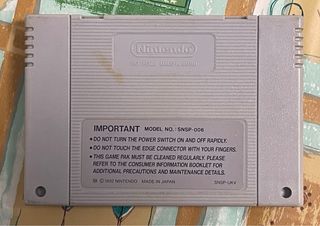 Nintendo
IMPORTANT MODEL NO.: SNSP-006
● DO NOT TURN THE POWER SWITCH ON AND OFF RAPIDLY.
● DO NOT TOUCH THE EDGE CONNECTOR WITH YOUR FINGERS.
● THIS GAME PAK MUST BE CLEANED REGULARLY. PLEASE
REFER TO THE CONSUMER INFORMATION BOOKLET FOR
ADDITIONAL PRECAUTIONS AND MAINTENANCE DETAILS.
© 1992 NINTENDO MADE IN JAPAN SNSP-UKV